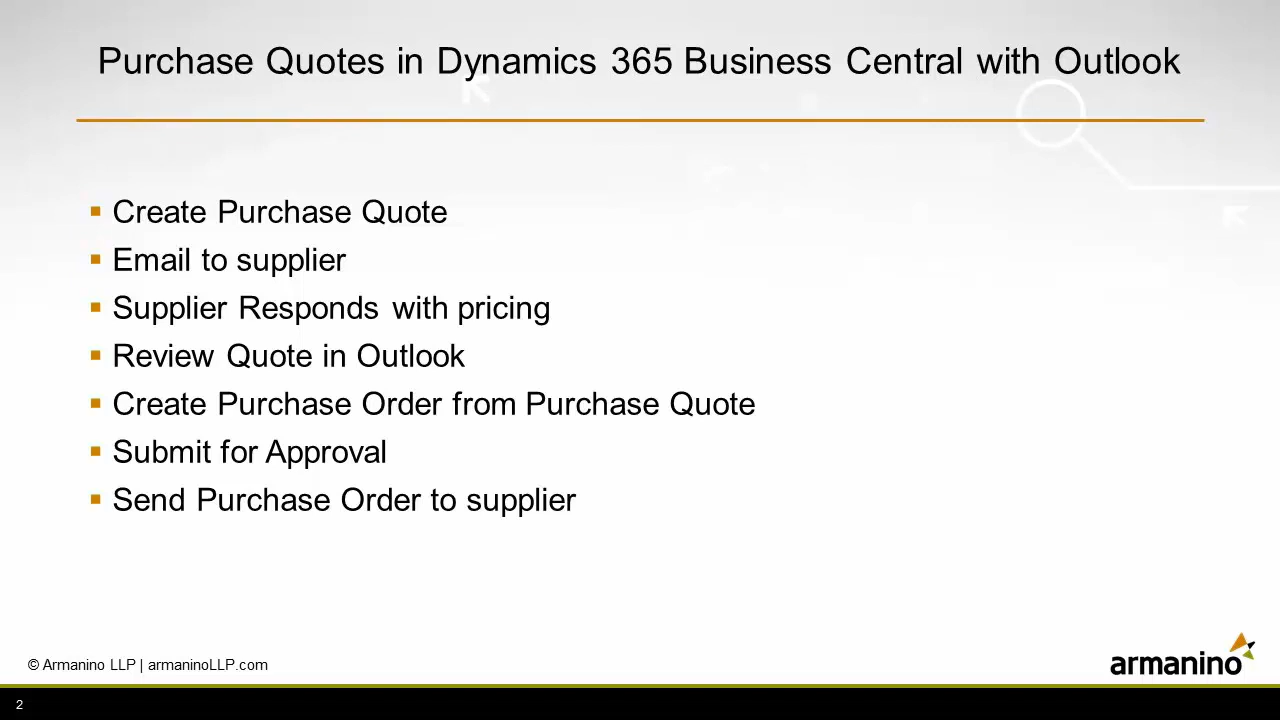 Purchase Quotes in Dynamics 365 Business Central with Outlook
▪ Create Purchase Quote
▪ Email to supplier
▪ Supplier Responds with pricing
▪ Review Quote in Outlook
▪ Create Purchase Order from Purchase Quote
▪ Submit for Approval
▪ Send Purchase Order to supplier
© Armanino LLP | armaninoLLP.com
armanino
2